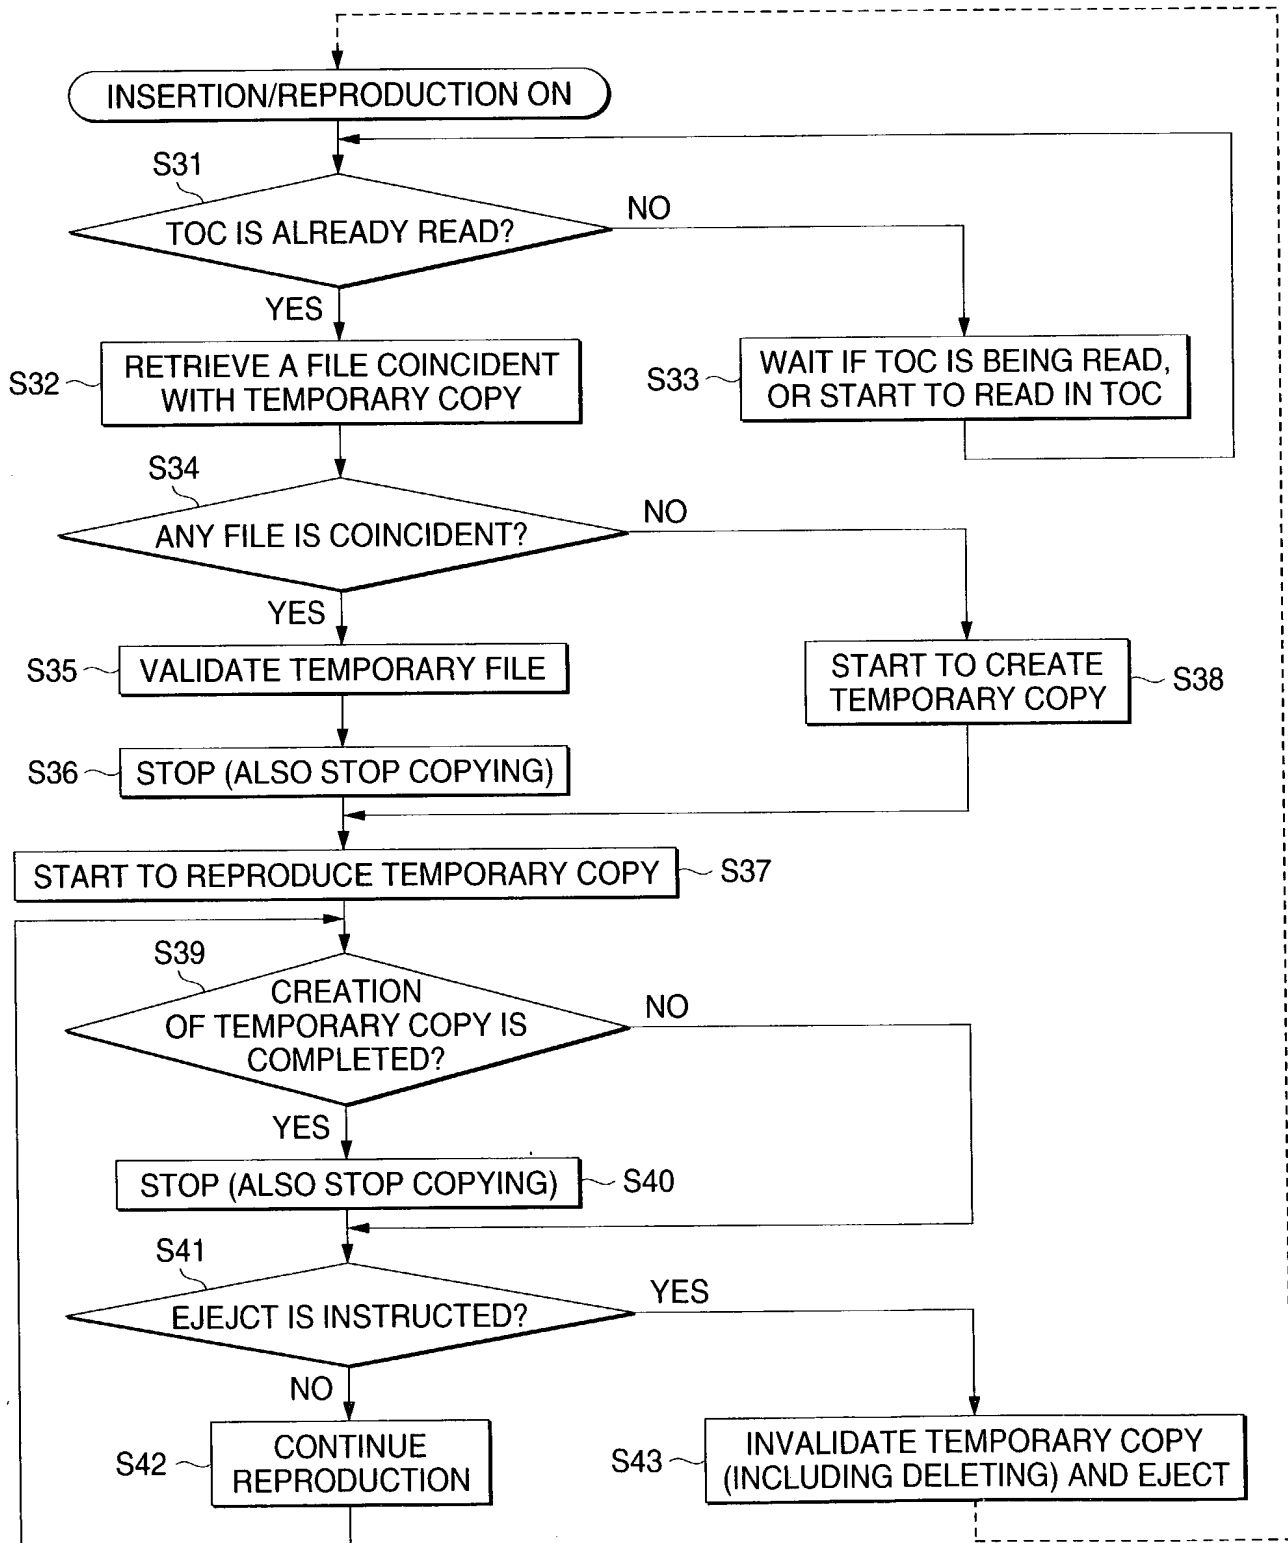 INSERTION/REPRODUCTION ON
S31
TOC IS ALREADY READ?
NO
YES
S32
RETRIEVE A FILE COINCIDENT
WITH TEMPORARY COPY
S33
WAIT IF TOC IS BEING READ,
OR START TO READ IN TOC
S34
ANY FILE IS COINCIDENT?
NO
YES
S35
VALIDATE TEMPORARY FILE
START TO CREATE
TEMPORARY COPY
S38
S36
STOP (ALSO STOP COPYING)
START TO REPRODUCE TEMPORARY COPY
S37
S39
CREATION
OF TEMPORARY COPY IS
COMPLETED?
NO
YES
STOP (ALSO STOP COPYING)
S40
S41
EJEJCT IS INSTRUCTED?
YES
NO
S42
CONTINUE
REPRODUCTION
S43
INVALIDATE TEMPORARY COPY
(INCLUDING DELETING) AND EJECT